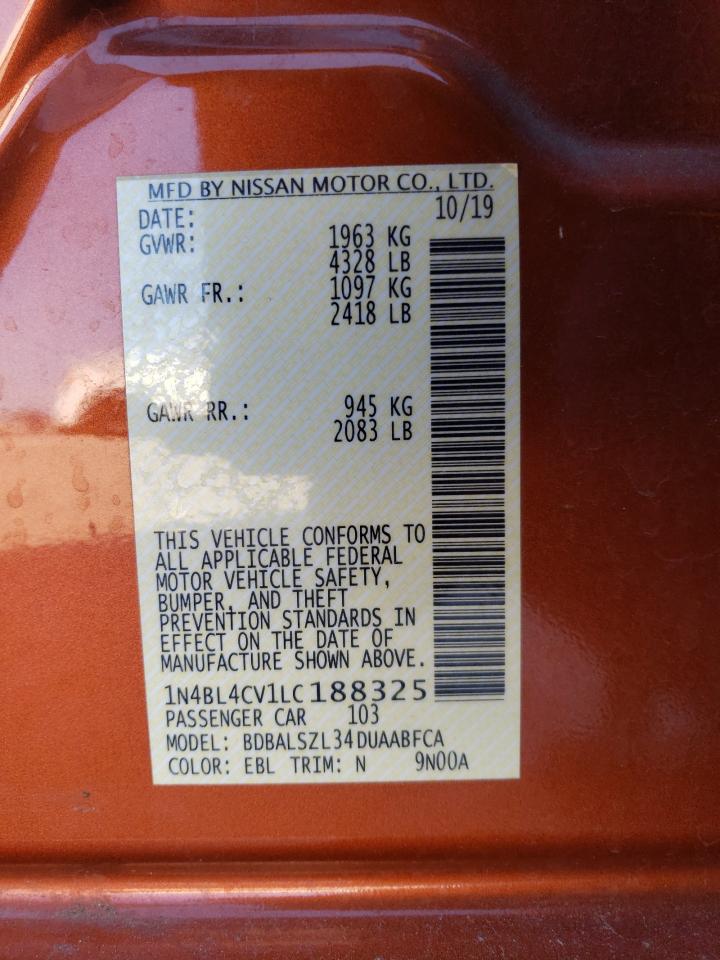 MFD BY NISSAN MOTOR CO., LTD.
DATE: 10/19
GVWR: 1963 KG
4328 LB
GAWR FR.: 1097 KG
2418 LB
GAWR RR.: 945 KG
2083 LB
THIS VEHICLE CONFORMS TO
ALL APPLICABLE FEDERAL
MOTOR VEHICLE SAFETY,
BUMPER, AND THEFT
PREVENTION STANDARDS IN
EFFECT ON THE DATE OF
MANUFACTURE SHOWN ABOVE.
1N4BL4CV1LC188325
PASSENGER CAR 103
MODEL: BDBALSZL34DUAABFCA
COLOR: EBL TRIM: N 9N00A